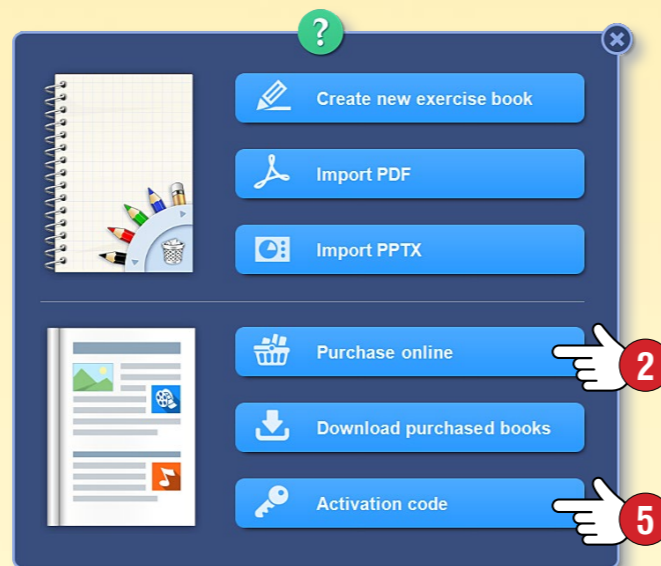 ?
Create new exercise book
Import PDF
Import PPTX
Purchase online
2
Download purchased books
Activation code
5